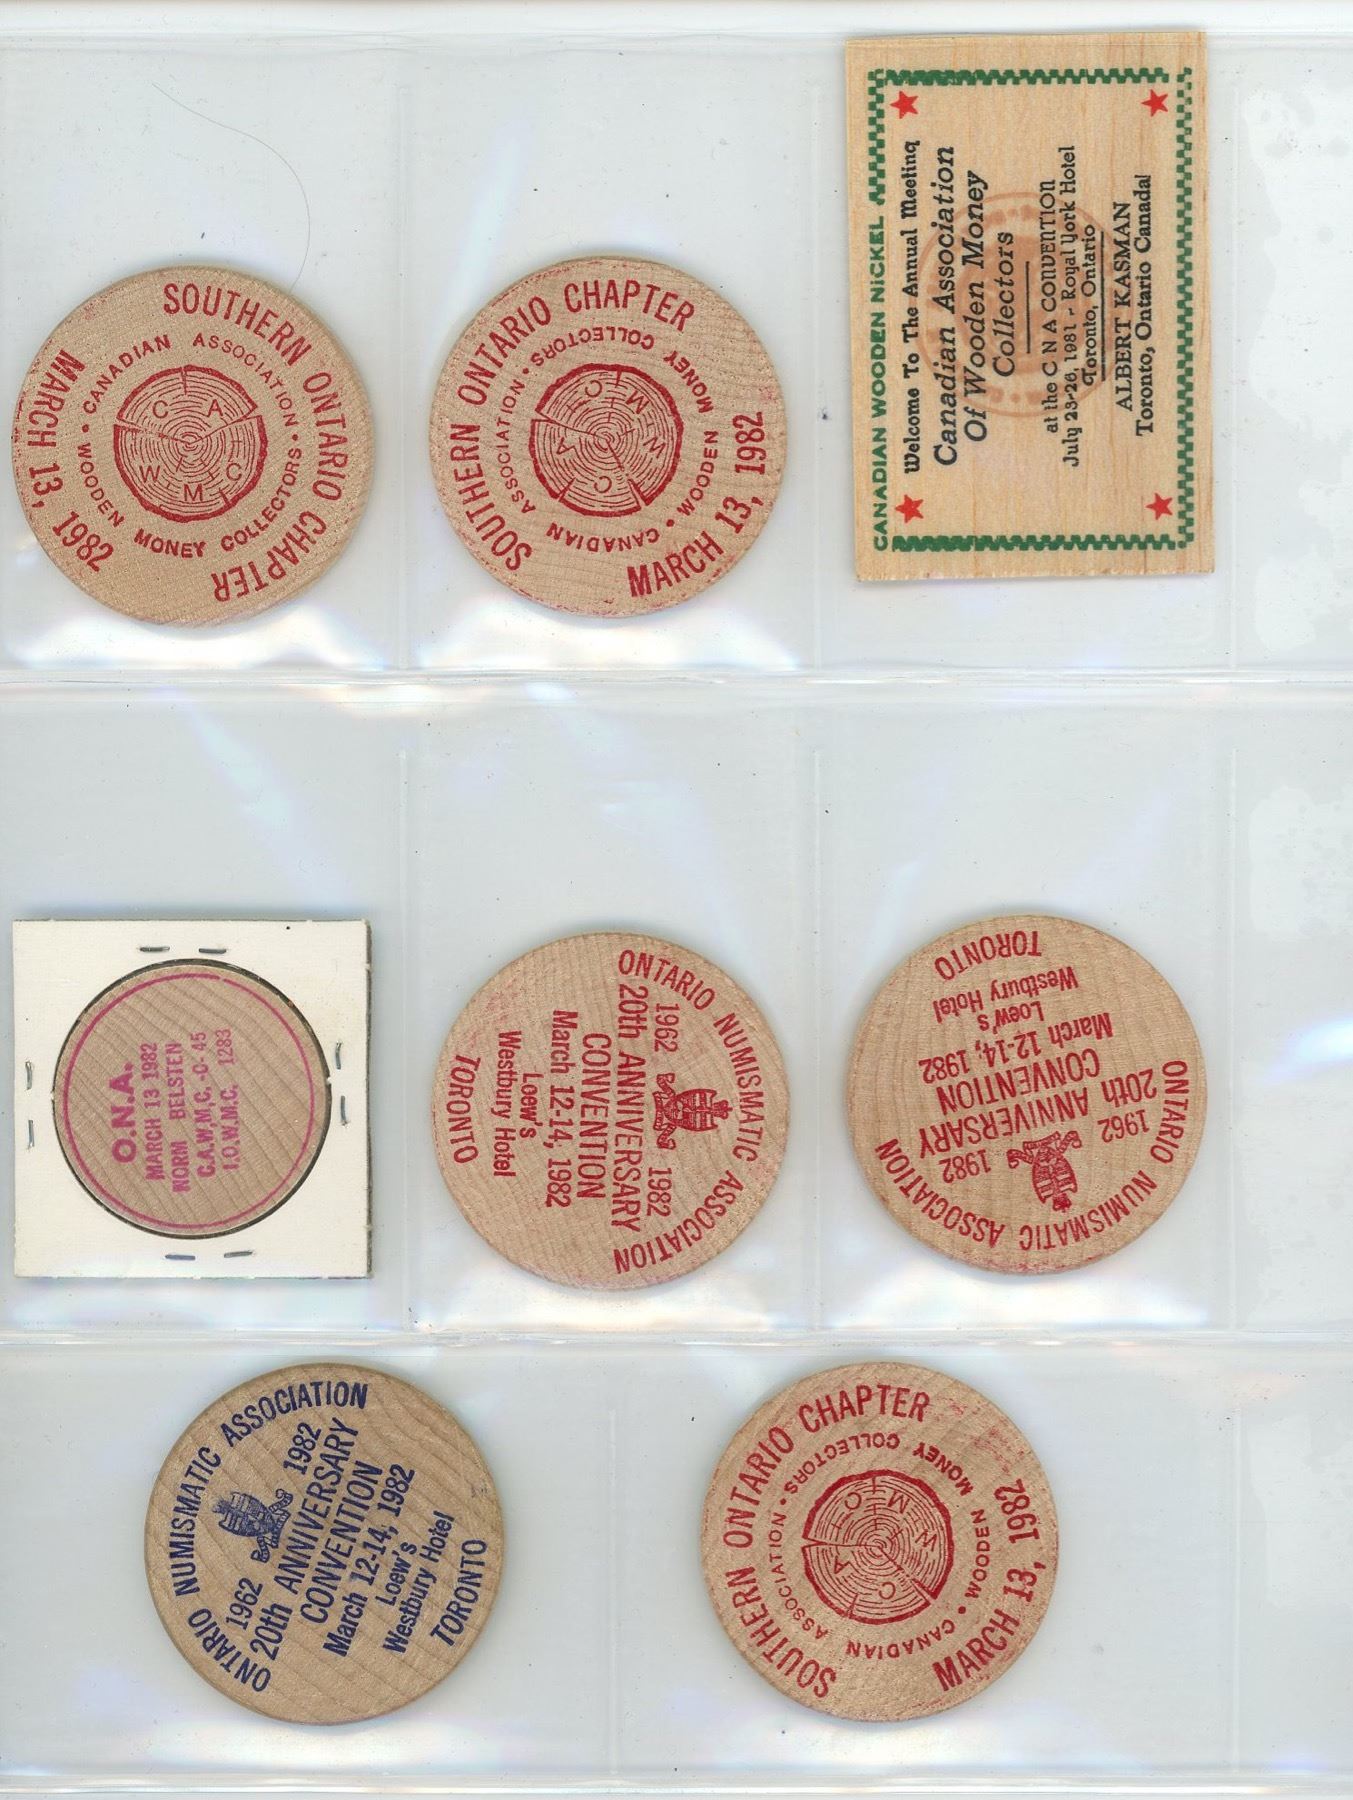 SOUTHERN ONTARIO CHAPTER
CANADIAN ASSOCIATION •
• WOODEN MONEY COLLECTORS
C A
W M C
MARCH 13, 1982
SOUTHERN ONTARIO CHAPTER
CANADIAN ASSOCIATION •
• WOODEN MONEY COLLECTORS
C A
W M C
MARCH 13, 1982
CANADIAN WOODEN NICKEL
Welcome To The Annual Meeting
Canadian Association
Of Wooden Money
Collectors
at the C N A CONVENTION
July 23-26, 1981 - Royal York Hotel
Toronto, Ontario
ALBERT KASMAN
Toronto, Ontario Canada!
O.N.A.
MARCH 13 1982
NORM BELSTEN
C.A.W.M.C. -C- 45
I.O.W.M.C. 1283
ONTARIO NUMISMATIC ASSOCIATION
1962 1982
20th ANNIVERSARY
CONVENTION
March 12-14, 1982
Loew's
Westbury Hotel
TORONTO
ONTARIO NUMISMATIC ASSOCIATION
1962 1982
20th ANNIVERSARY
CONVENTION
March 12-14, 1982
Loew's
Westbury Hotel
TORONTO
ONTARIO NUMISMATIC ASSOCIATION
1962 1982
20th ANNIVERSARY
CONVENTION
March 12-14, 1982
Loew's
Westbury Hotel
TORONTO
SOUTHERN ONTARIO CHAPTER
CANADIAN ASSOCIATION •
• WOODEN MONEY COLLECTORS
C A
W M C
MARCH 13, 1982